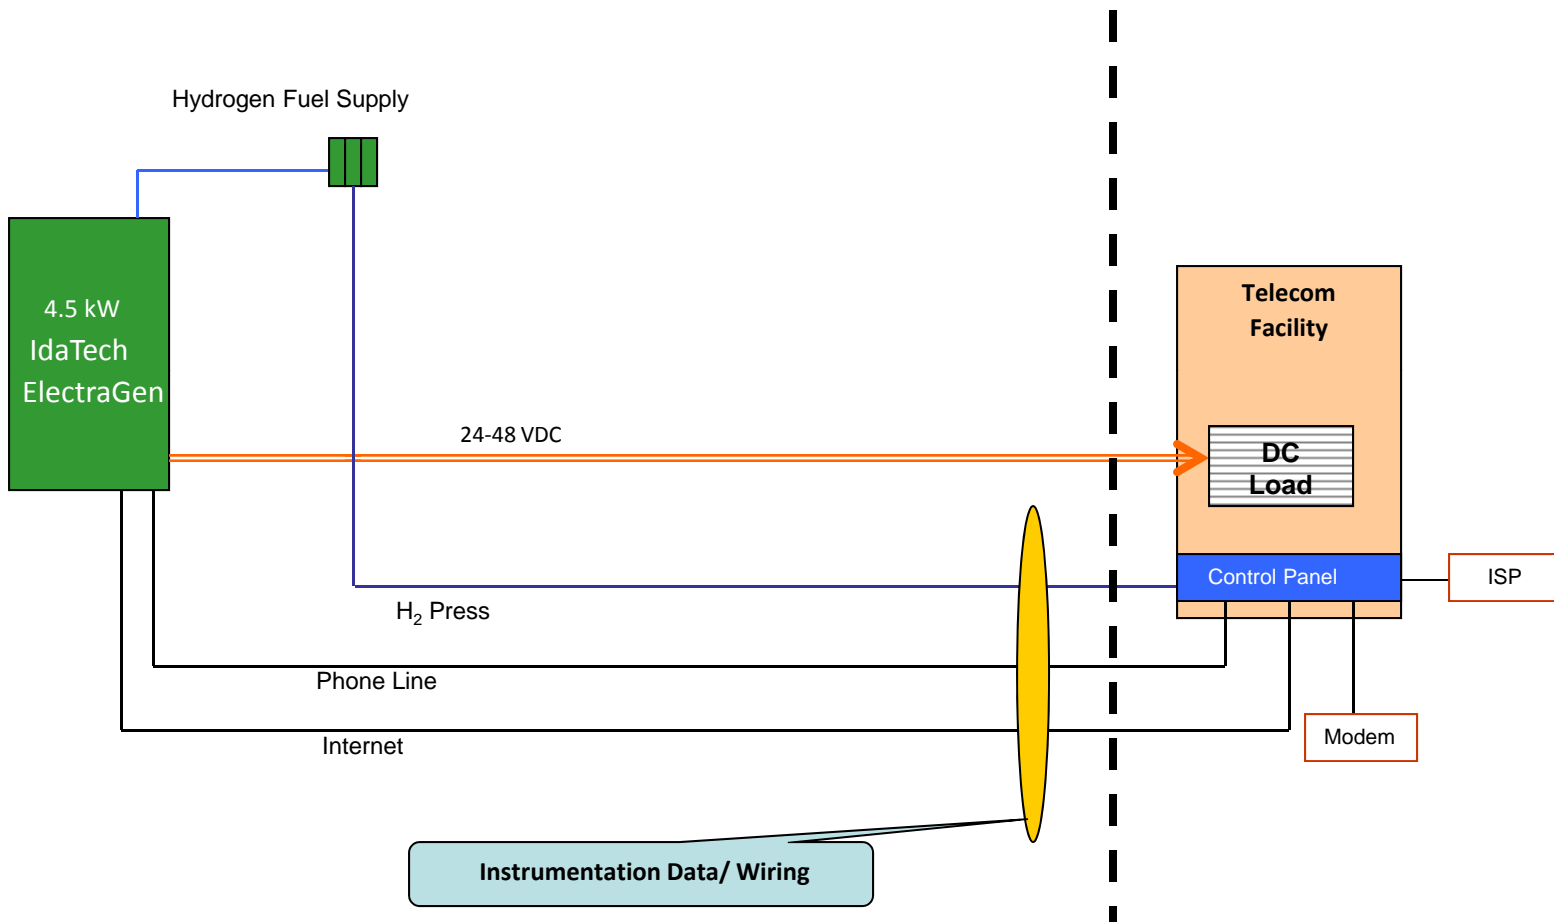 Hydrogen Fuel Supply
4.5 kW
IdaTech
ElectraGen
24-48 VDC
Telecom
Facility
DC
Load
Control Panel
ISP
H₂ Press
Phone Line
Internet
Modem
Instrumentation Data/ Wiring